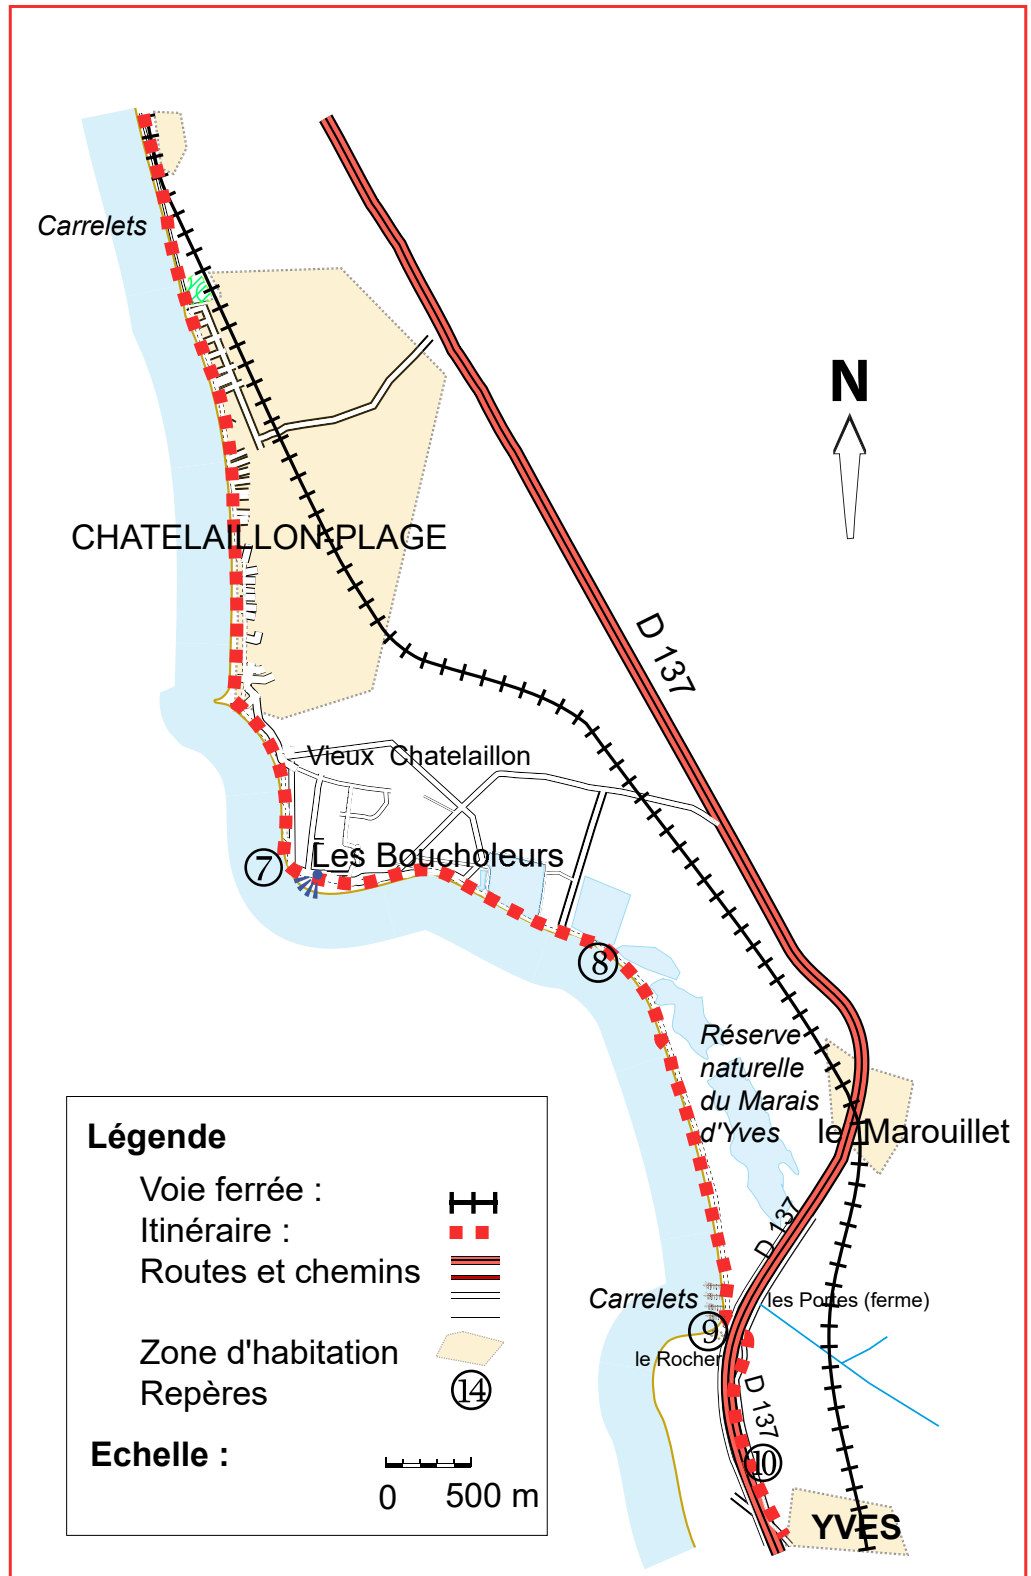 Carrelets
N
CHATELAILLON-PLAGE
D 137
Vieux Chatelaillon
Les Boucholeurs
7
8
Réserve
naturelle
du Marais
d'Yves
le Marouillet
D 137
Carrelets
les Portes (ferme)
9
le Rocher
D 137
10
YVES
Légende
Voie ferrée :
Itinéraire :
Routes et chemins
Zone d'habitation
Repères
14
Echelle :
0 500 m